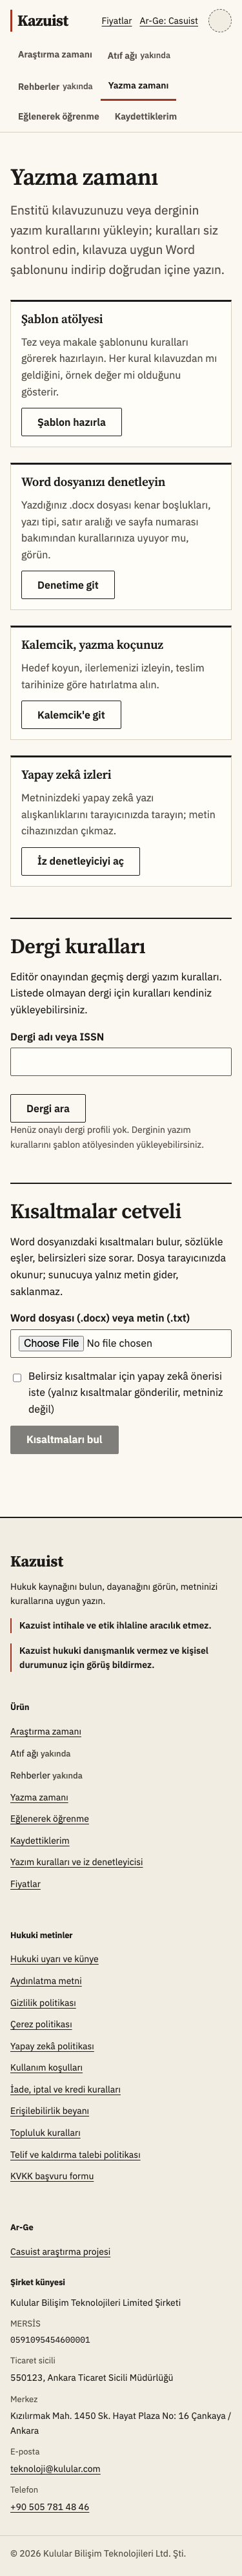 Kazuist
Fiyatlar
Ar-Ge: Casuist
Araştırma zamanı
Atıf ağı yakında
Rehberler yakında
Yazma zamanı
Eğlenerek öğrenme
Kaydettiklerim
Yazma zamanı
Enstitü kılavuzunuzu veya derginin
yazım kurallarını yükleyin; kuralları siz
kontrol edin, kılavuza uygun Word
şablonunu indirip doğrudan içine yazın.
Şablon atölyesi
Tez veya makale şablonunu kuralları
görerek hazırlayın. Her kural kılavuzdan mı
geldiğini, örnek değer mi olduğunu
gösterir.
Şablon hazırla
Word dosyanızı denetleyin
Yazdığınız .docx dosyası kenar boşlukları,
yazı tipi, satır aralığı ve sayfa numarası
bakımından kurallarınıza uyuyor mu,
görün.
Denetime git
Kalemcik, yazma koçunuz
Hedef koyun, ilerlemenizi izleyin, teslim
tarihinize göre hatırlatma alın.
Kalemcik'e git
Yapay zekâ izleri
Metninizdeki yapay zekâ yazı
alışkanlıklarını tarayıcınızda tarayın; metin
cihazınızdan çıkmaz.
İz denetleyiciyi aç
Dergi kuralları
Editör onayından geçmiş dergi yazım kuralları.
Listede olmayan dergi için kuralları kendiniz
yükleyebilirsiniz.
Dergi adı veya ISSN
Dergi ara
Henüz onaylı dergi profili yok. Derginin yazım
kurallarını şablon atölyesinden yükleyebilirsiniz.
Kısaltmalar cetveli
Word dosyanızdaki kısaltmaları bulur, sözlükle
eşler, belirsizleri size sorar. Dosya tarayıcınızda
okunur; sunucuya yalnız metin gider,
saklanmaz.
Word dosyası (.docx) veya metin (.txt)
Choose File No file chosen
Belirsiz kısaltmalar için yapay zekâ önerisi
iste (yalnız kısaltmalar gönderilir, metniniz
değil)
Kısaltmaları bul
Kazuist
Hukuk kaynağını bulun, dayanağını görün, metninizi
kurallarına uygun yazın.
Kazuist intihale ve etik ihlaline aracılık etmez.
Kazuist hukuki danışmanlık vermez ve kişisel
durumunuz için görüş bildirmez.
Ürün
Araştırma zamanı
Atıf ağı yakında
Rehberler yakında
Yazma zamanı
Eğlenerek öğrenme
Kaydettiklerim
Yazım kuralları ve iz denetleyicisi
Fiyatlar
Hukuki metinler
Hukuki uyarı ve künye
Aydınlatma metni
Gizlilik politikası
Çerez politikası
Yapay zekâ politikası
Kullanım koşulları
İade, iptal ve kredi kuralları
Erişilebilirlik beyanı
Topluluk kuralları
Telif ve kaldırma talebi politikası
KVKK başvuru formu
Ar-Ge
Casuist araştırma projesi
Şirket künyesi
Kulular Bilişim Teknolojileri Limited Şirketi
MERSİS
0591095454600001
Ticaret sicili
550123, Ankara Ticaret Sicili Müdürlüğü
Merkez
Kızılırmak Mah. 1450 Sk. Hayat Plaza No: 16 Çankaya /
Ankara
E-posta
teknoloji@kulular.com
Telefon
+90 505 781 48 46
© 2026 Kulular Bilişim Teknolojileri Ltd. Şti.